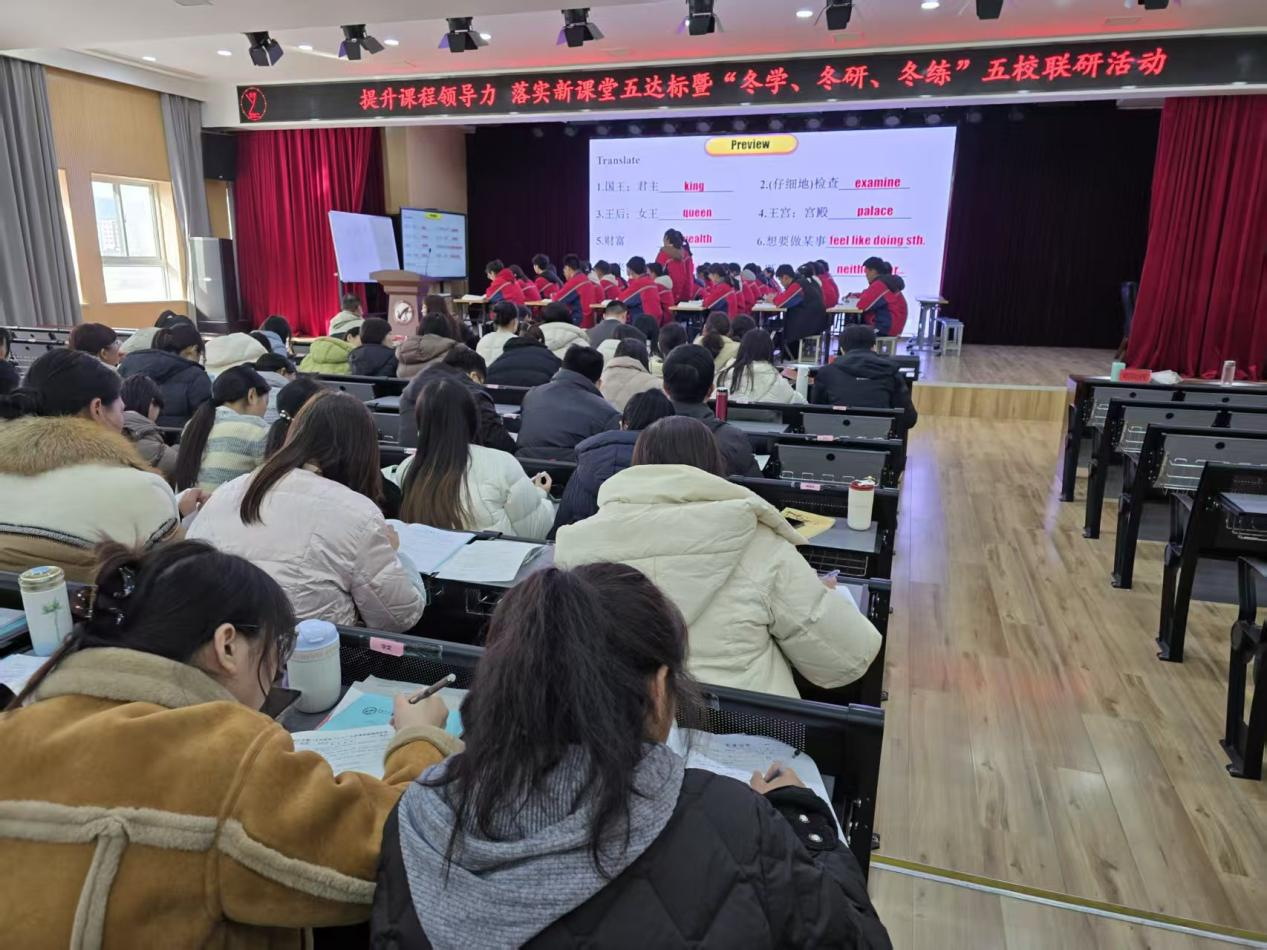 提升课程领导力 落实新课堂五达标暨“冬学、冬研、冬练”五校联研活动
Preview
Translate
1.国王；君主 king 2.(仔细地)检查 examine
3.王后；女王 queen 4.王宫；宫殿 palace
5.财富 6.想要做某事 feel like doing sth.